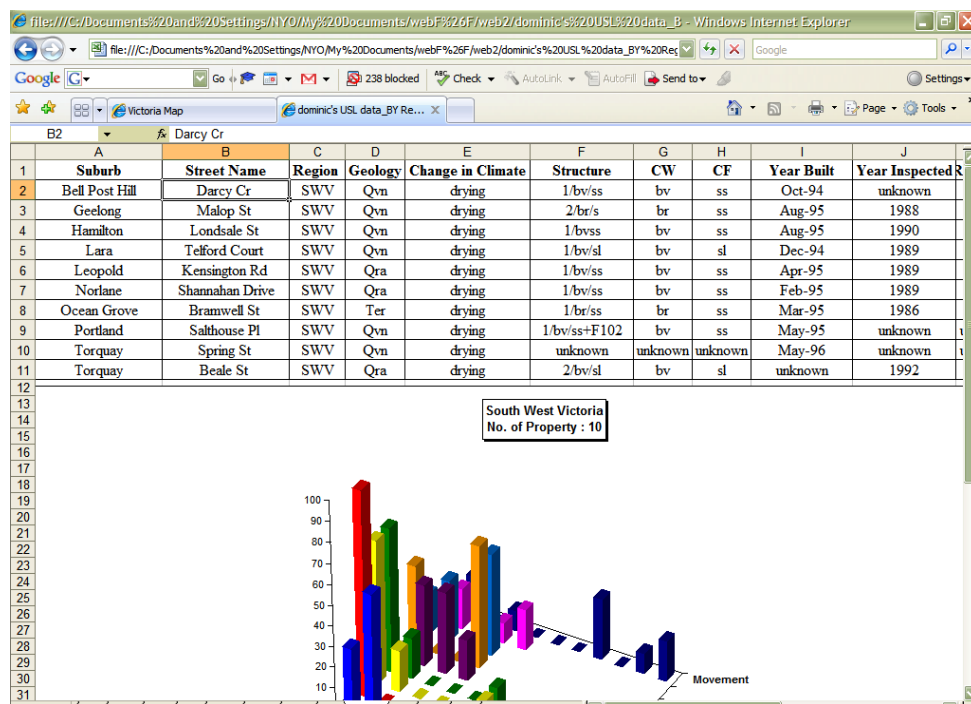 file:///C:/Documents%20and%20Settings/NYO/My%20Documents/webF%26F/web2/dominic's%20USL%20data_B - Windows Internet Explorer
file:///C:/Documents%20and%20Settings/NYO/My%20Documents/webF%26F/web2/dominic's%20USL%20data_BY%20Reg Google
Google G Go 238 blocked ABC Check AutoLink AutoFill Send to Settings
Victoria Map dominic's USL data_BY Re... X Page Tools
B2 fx Darcy Cr
A B C D E F G H I J
1 Suburb Street Name Region Geology Change in Climate Structure CW CF Year Built Year Inspected R
2 Bell Post Hill Darcy Cr SWV Qvn drying 1/bv/ss bv ss Oct-94 unknown
3 Geelong Malop St SWV Qvn drying 2/br/s br ss Aug-95 1988
4 Hamilton Londsale St SWV Qvn drying 1/bvss bv ss Aug-95 1990
5 Lara Telford Court SWV Qvn drying 1/bv/sl bv sl Dec-94 1989
6 Leopold Kensington Rd SWV Qra drying 1/bv/ss bv ss Apr-95 1989
7 Norlane Shannahan Drive SWV Qra drying 1/bv/ss bv ss Feb-95 1989
8 Ocean Grove Bramwell St SWV Ter drying 1/br/ss br ss Mar-95 1986
9 Portland Salthouse Pl SWV Qvn drying 1/bv/ss+F102 bv ss May-95 unknown
10 Torquay Spring St SWV Qvn drying unknown unknown unknown May-96 unknown
11 Torquay Beale St SWV Qra drying 2/bv/sl bv sl unknown 1992
12
13
14
15
16
17
18
19
20
21
22
23
24
25
26
27
28
29
30
31
South West Victoria
No. of Property : 10
100
90
80
70
60
50
40
30
20
10
Movement